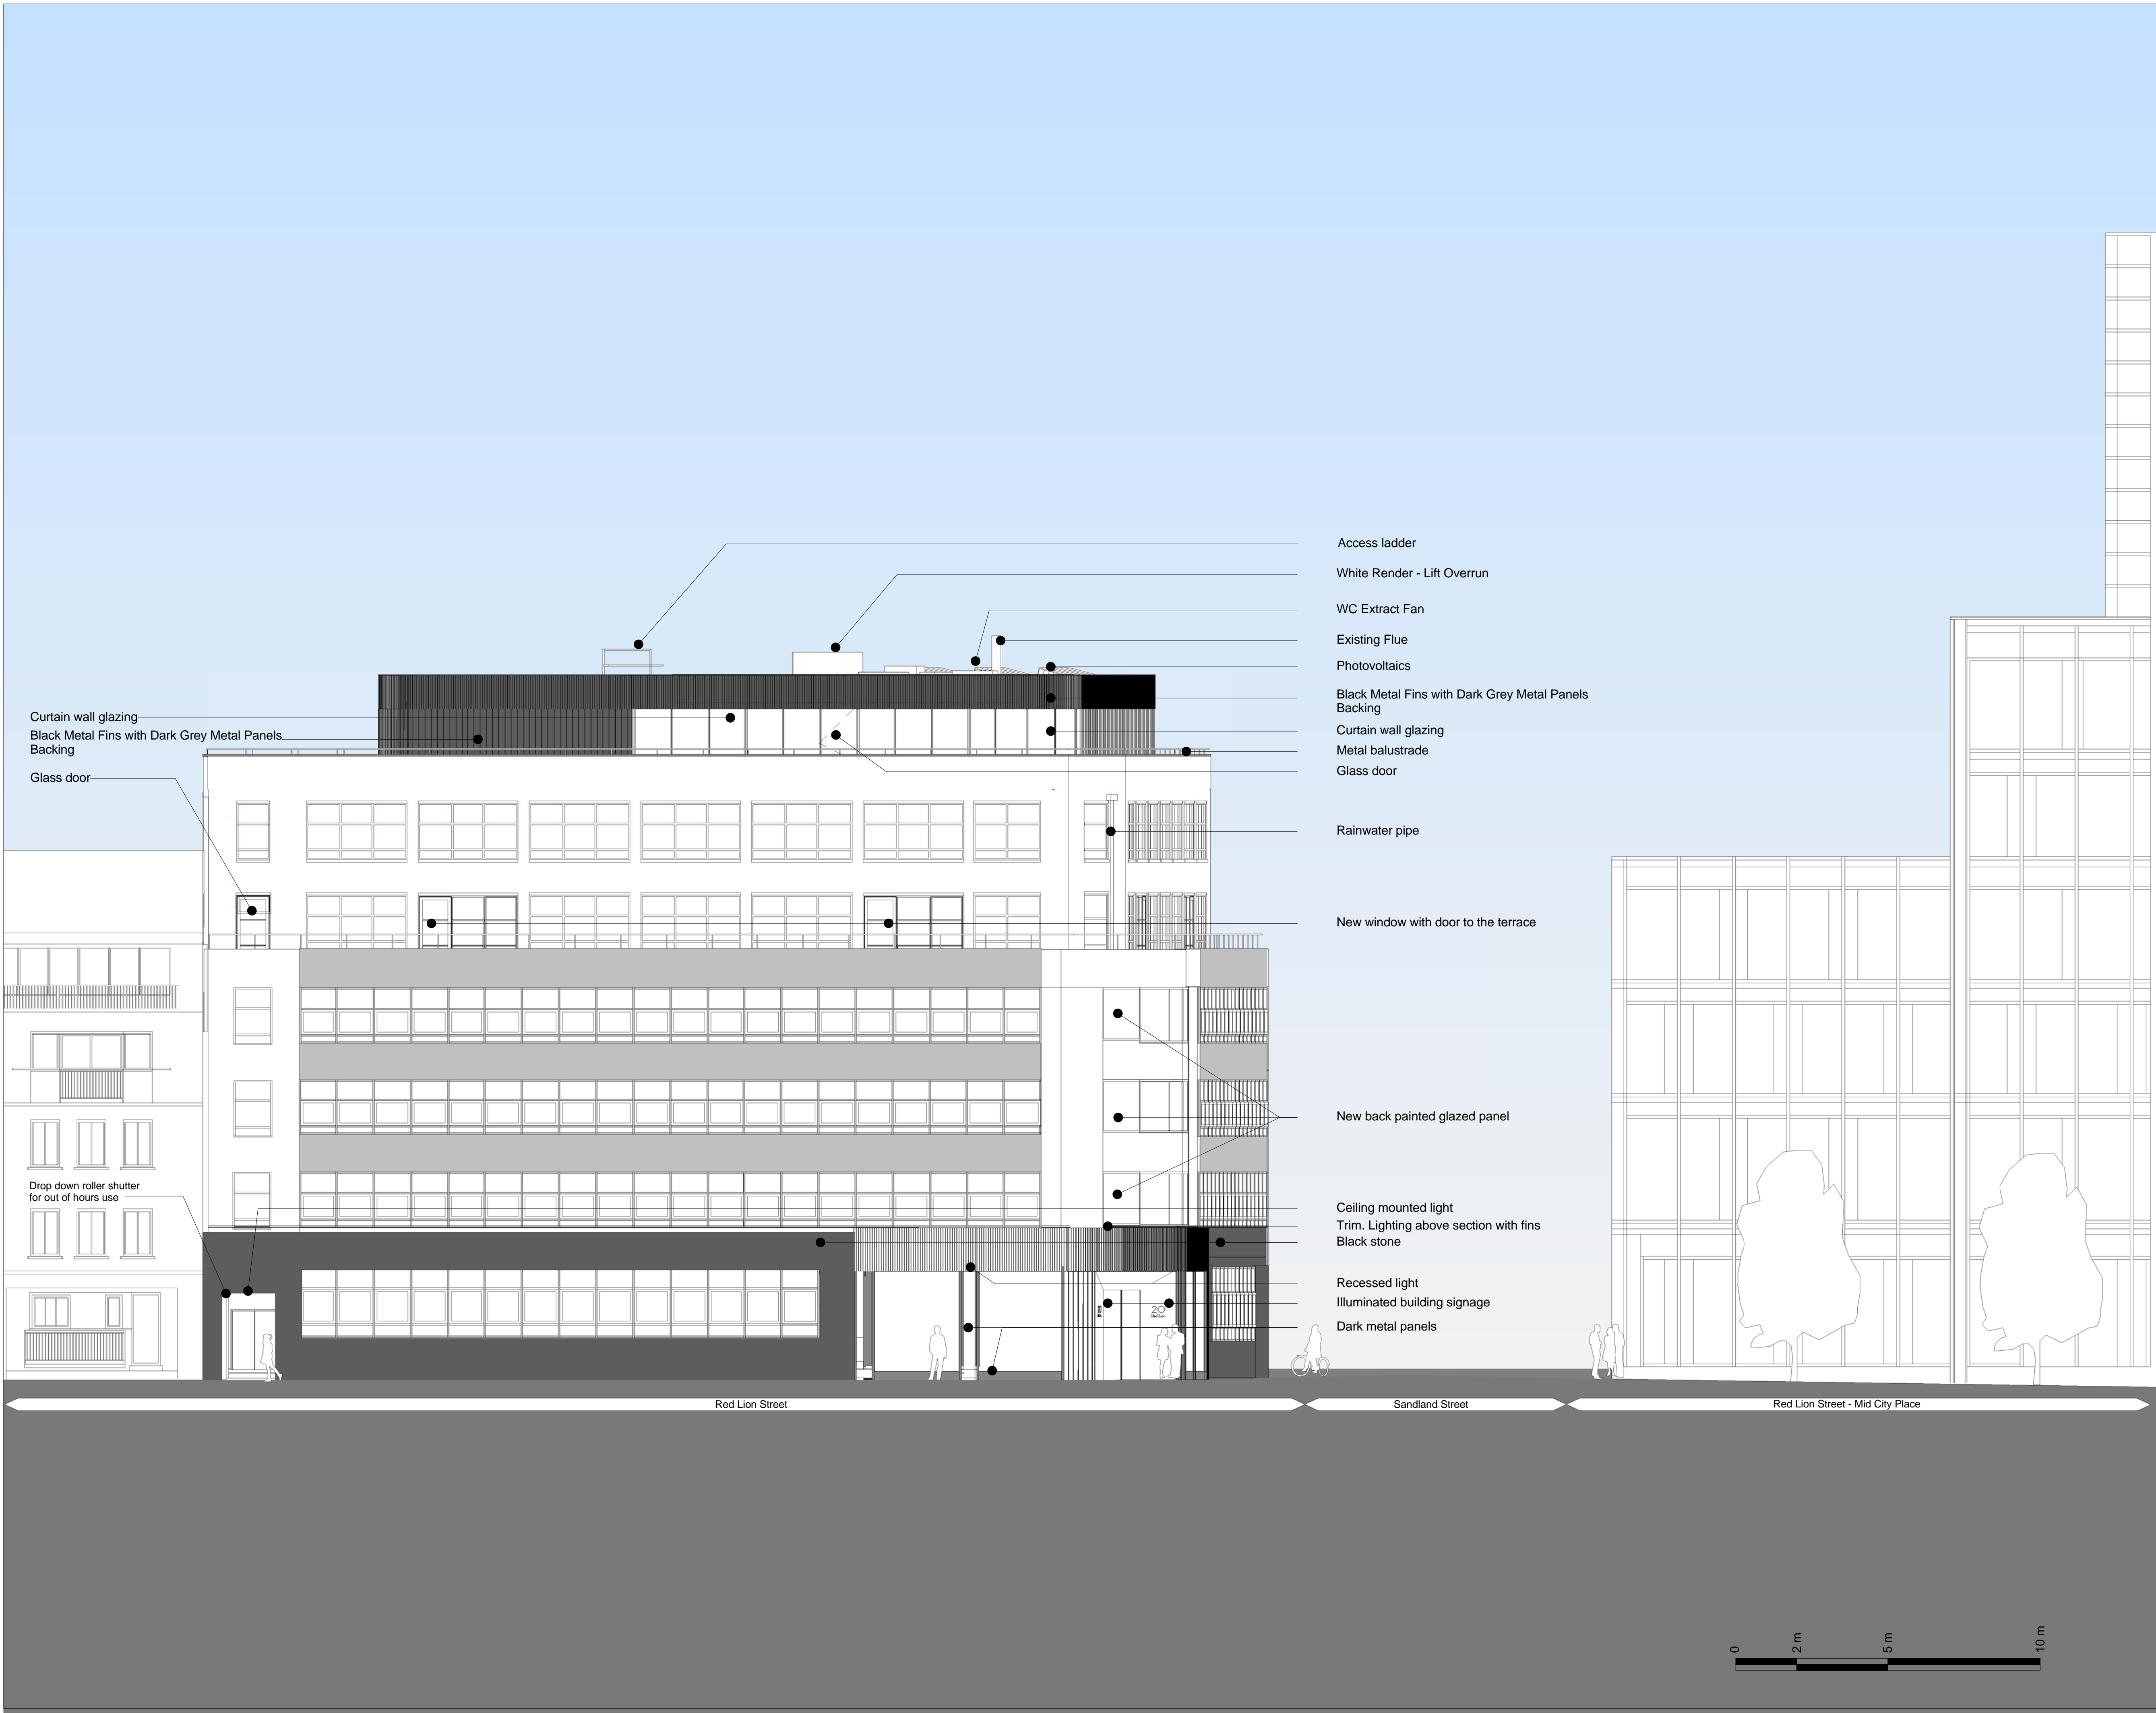 Access ladder
White Render - Lift Overrun
WC Extract Fan
Existing Flue
Photovoltaics
Black Metal Fins with Dark Grey Metal Panels
Backing
Curtain wall glazing
Metal balustrade
Glass door
Curtain wall glazing
Black Metal Fins with Dark Grey Metal Panels
Backing
Glass door
Rainwater pipe
New window with door to the terrace
New back painted glazed panel
Drop down roller shutter
for out of hours use
Ceiling mounted light
Trim. Lighting above section with fins
Black stone
Recessed light
Illuminated building signage
Dark metal panels
20
Red Lion
Red Lion Street
Sandland Street
Red Lion Street - Mid City Place
0
2 m
5 m
10 m